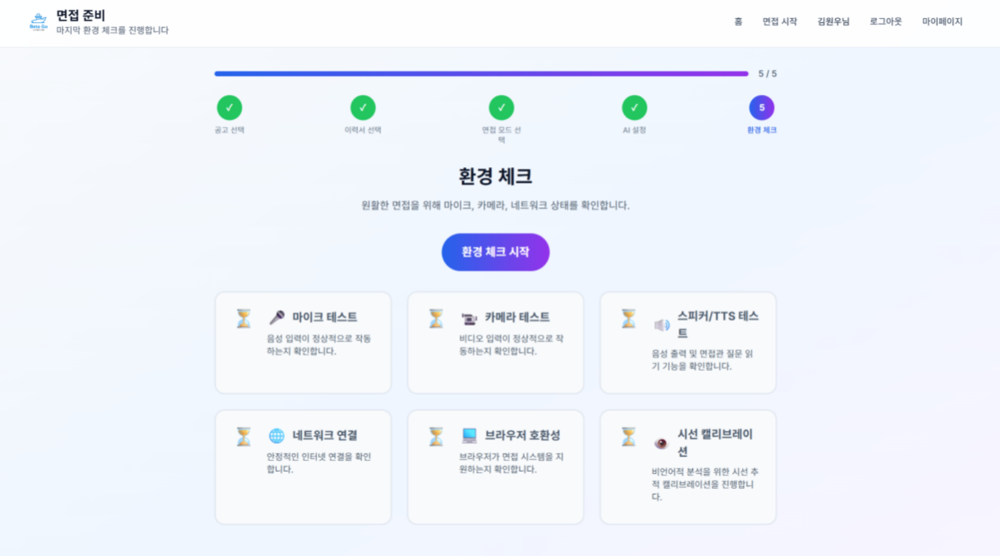 면접 준비
마지막 환경 체크를 진행합니다
Beta Go
홈
면접 시작
김원우님
로그아웃
마이페이지
5 / 5
✓
✓
✓
✓
5
공고 선택
이력서 선택
면접 모드 선
택
AI 설정
환경 체크
환경 체크
원활한 면접을 위해 마이크, 카메라, 네트워크 상태를 확인합니다.
환경 체크 시작
마이크 테스트
음성 입력이 정상적으로 작동
하는지 확인합니다.
카메라 테스트
비디오 입력이 정상적으로 작
동하는지 확인합니다.
스피커/TTS 테스
트
음성 출력 및 면접관 질문 읽
기 기능을 확인합니다.
네트워크 연결
안정적인 인터넷 연결을 확인
합니다.
브라우저 호환성
브라우저가 면접 시스템을 지
원하는지 확인합니다.
시선 캘리브레이
션
비언어적 분석을 위한 시선 추
적 캘리브레이션을 진행합니
다.